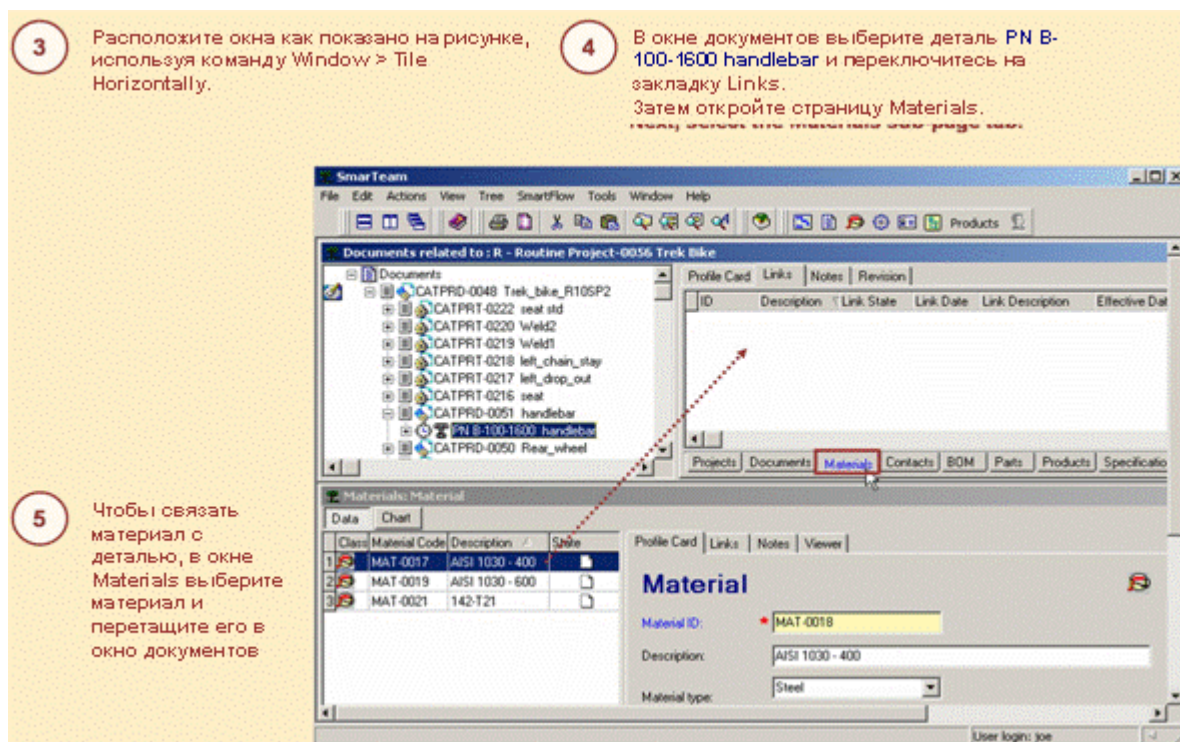 3
Расположите окна как показано на рисунке,
используя команду Window > Tile
Horizontally.
4
В окне документов выберите деталь PN B-
100-1600 handlebar и переключитесь на
закладку Links.
Затем откройте страницу Materials.
Next, Select the Materials sub-page tab.
SmarTeam
File Edit Actions View Tree SmartFlow Tools Window Help
Products
Documents related to : R - Routine Project-0056 Trek Bike
Documents
CATPRD-0048 Trek_bike_R10SP2
CATPRT-0222 seat std
CATPRT-0220 Weld2
CATPRT-0219 Weld1
CATPRT-0218 left_chain_stay
CATPRT-0217 left_drop_out
CATPRT-0216 seat
CATPRD-0051 handlebar
PN B-100-1600 handlebar
CATPRD-0050 Rear_wheel
Profile Card Links Notes Revision
ID Description Link State Link Date Link Description Effective Dat
Projects Documents Materials Contacts BOM Parts Products Specificatio
5
Чтобы связать
материал с
деталью, в окне
Materials выберите
материал и
перетащите его в
окно документов
Materials: Material
Data Chart
Class Material Code Description State
1 MAT-0017 AISI 1030 - 400
2 MAT-0019 AISI 1030 - 600
3 MAT-0021 142-T21
Profile Card Links Notes Viewer
Material
Material ID: * MAT-0018
Description: AISI 1030 - 400
Material type: Steel
User login: joe